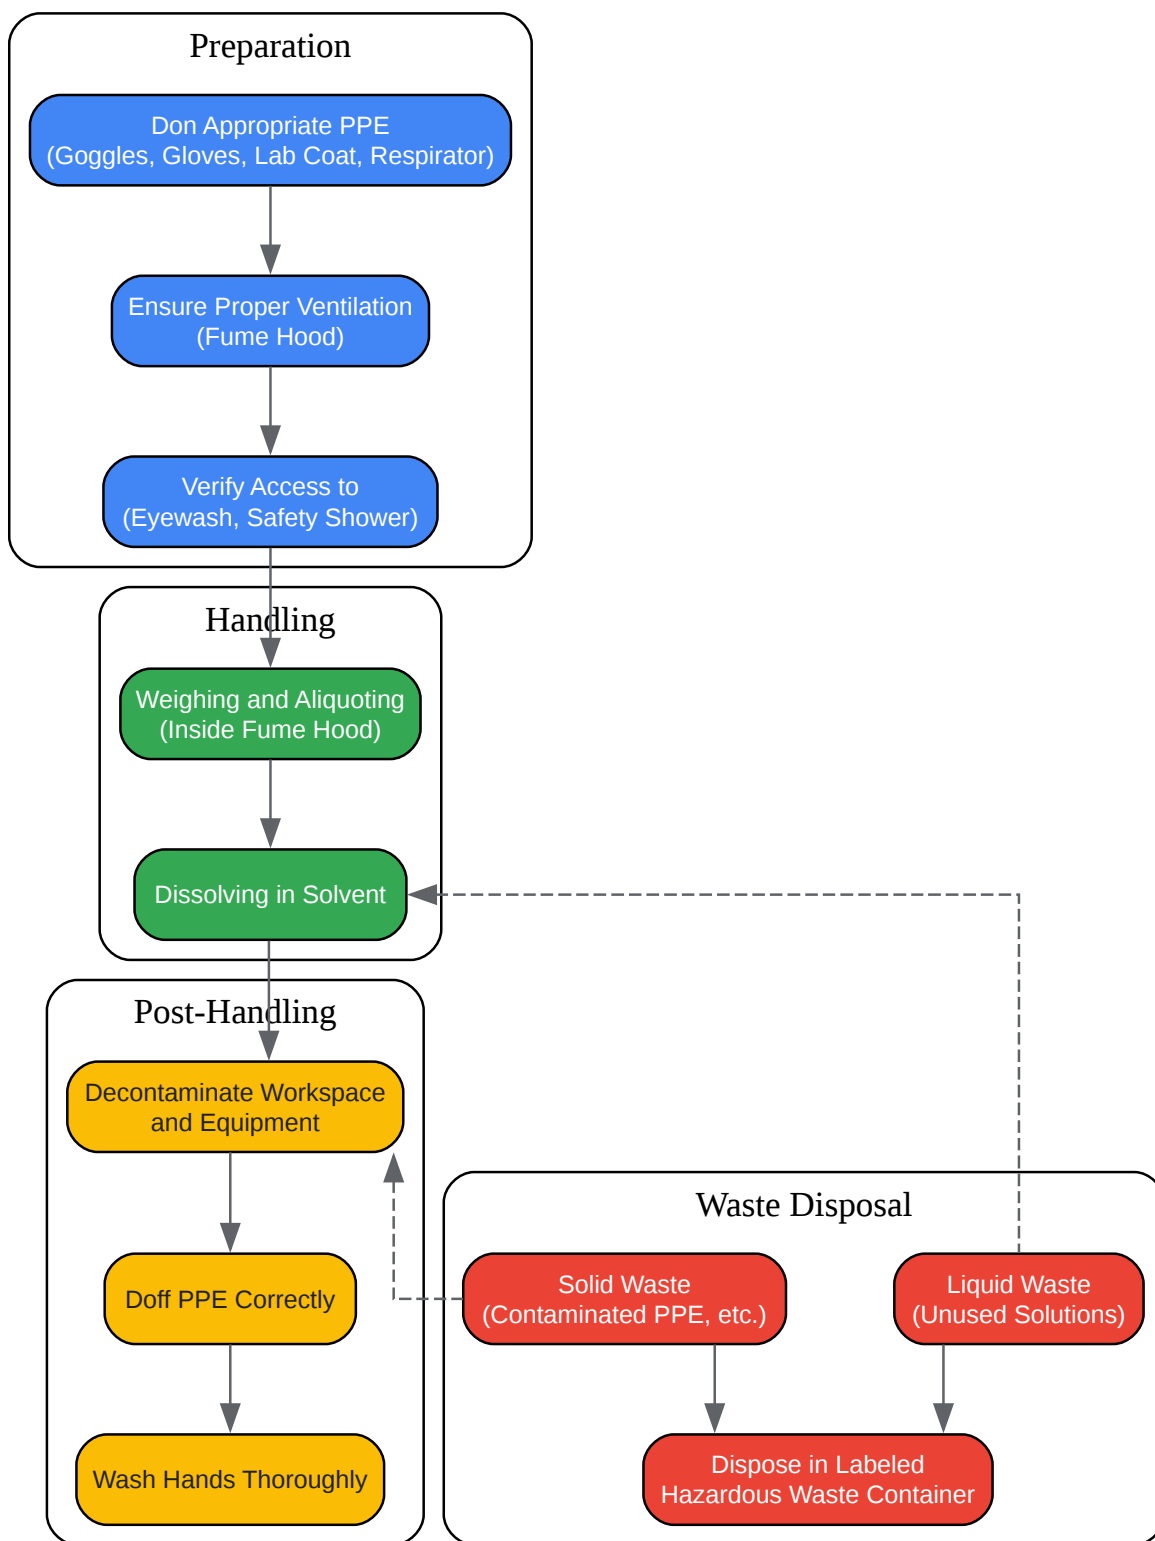 Preparation
Don Appropriate PPE
(Goggles, Gloves, Lab Coat, Respirator)
Ensure Proper Ventilation
(Fume Hood)
Verify Access to
(Eyewash, Safety Shower)
Handling
Weighing and Aliquoting
(Inside Fume Hood)
Dissolving in Solvent
Post-Handling
Decontaminate Workspace
and Equipment
Doff PPE Correctly
Wash Hands Thoroughly
Waste Disposal
Solid Waste
(Contaminated PPE, etc.)
Liquid Waste
(Unused Solutions)
Dispose in Labeled
Hazardous Waste Container